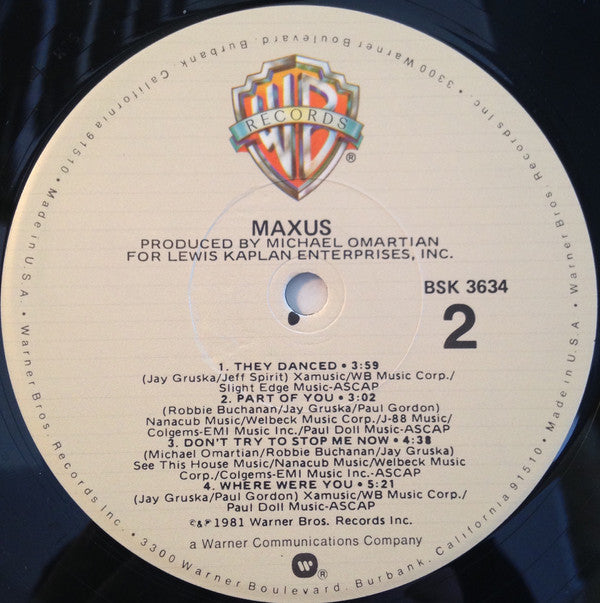 WB
RECORDS
®
MAXUS
PRODUCED BY MICHAEL OMARTIAN
FOR LEWIS KAPLAN ENTERPRISES, INC.
BSK 3634
2
1. THEY DANCED • 3:59
(Jay Gruska/Jeff Spirit) Xamusic/WB Music Corp./
Slight Edge Music-ASCAP
2. PART OF YOU • 3:02
(Robbie Buchanan/Jay Gruska/Paul Gordon)
Nanacub Music/Welbeck Music Corp./J-88 Music/
Colgems-EMI Music Inc./Paul Doll Music-ASCAP
3. DON'T TRY TO STOP ME NOW • 4:38
(Michael Omartian/Robbie Buchanan/Jay Gruska)
See This House Music/Nanacub Music/Welbeck Music
Corp./Colgems-EMI Music Inc.-ASCAP
4. WHERE WERE YOU • 5:21
(Jay Gruska/Paul Gordon) Xamusic/WB Music Corp./
Paul Doll Music-ASCAP
©&℗ 1981 Warner Bros. Records Inc.
a Warner Communications Company
W ®
Warner Bros. Records Inc. • 3300 Warner Boulevard, Burbank, California 91510 • Made in U.S.A. •
Warner Bros. Records Inc. • 3300 Warner Boulevard, Burbank, California 91510 • Made in U.S.A. •